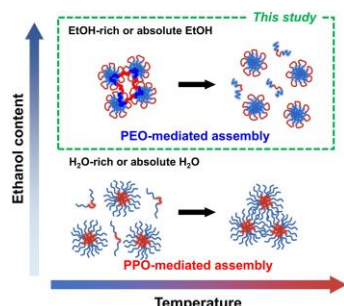 This study
EtOH-rich or absolute EtOH
PEO-mediated assembly
H₂O-rich or absolute H₂O
PPO-mediated assembly
Ethanol content
Temperature